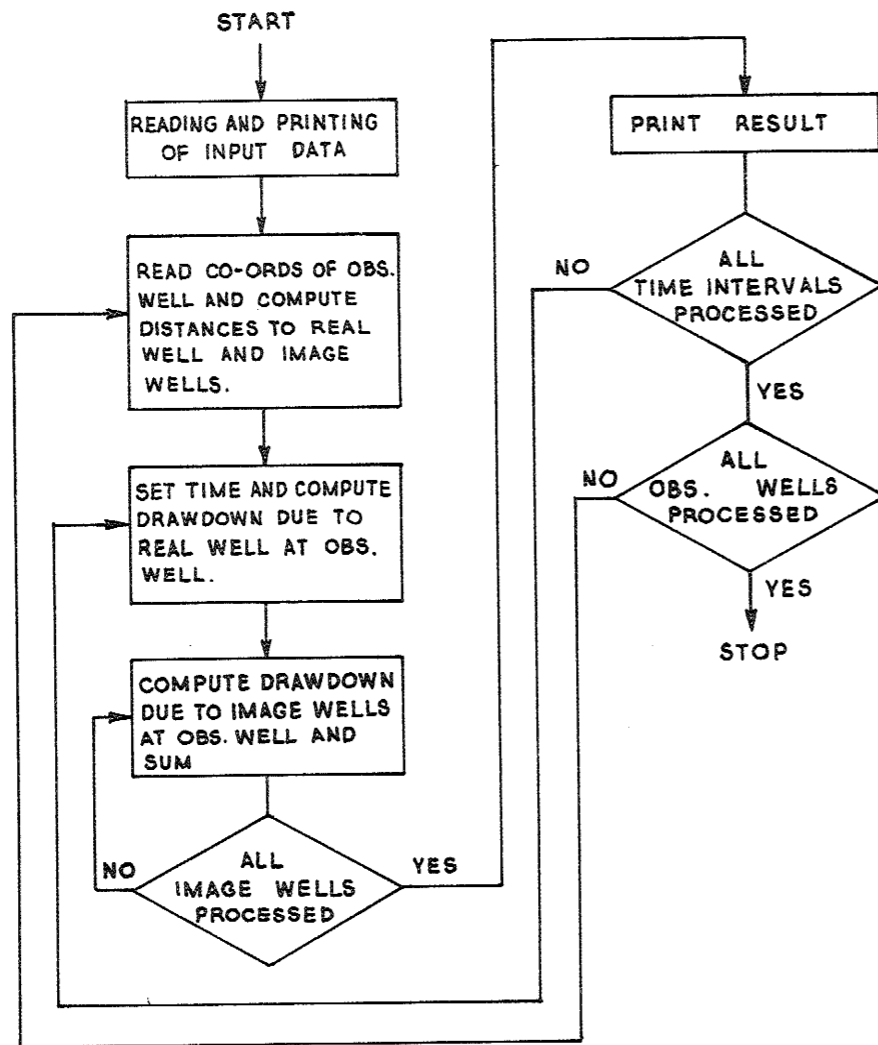 START
READING AND PRINTING
OF INPUT DATA
READ CO-ORDS OF OBS.
WELL AND COMPUTE
DISTANCES TO REAL
WELL AND IMAGE
WELLS.
SET TIME AND COMPUTE
DRAWDOWN DUE TO
REAL WELL AT OBS.
WELL.
COMPUTE DRAWDOWN
DUE TO IMAGE WELLS
AT OBS. WELL AND
SUM
NO
ALL
IMAGE WELLS
PROCESSED
YES
PRINT RESULT
NO
ALL
TIME INTERVALS
PROCESSED
YES
NO
ALL
OBS. WELLS
PROCESSED
YES
STOP